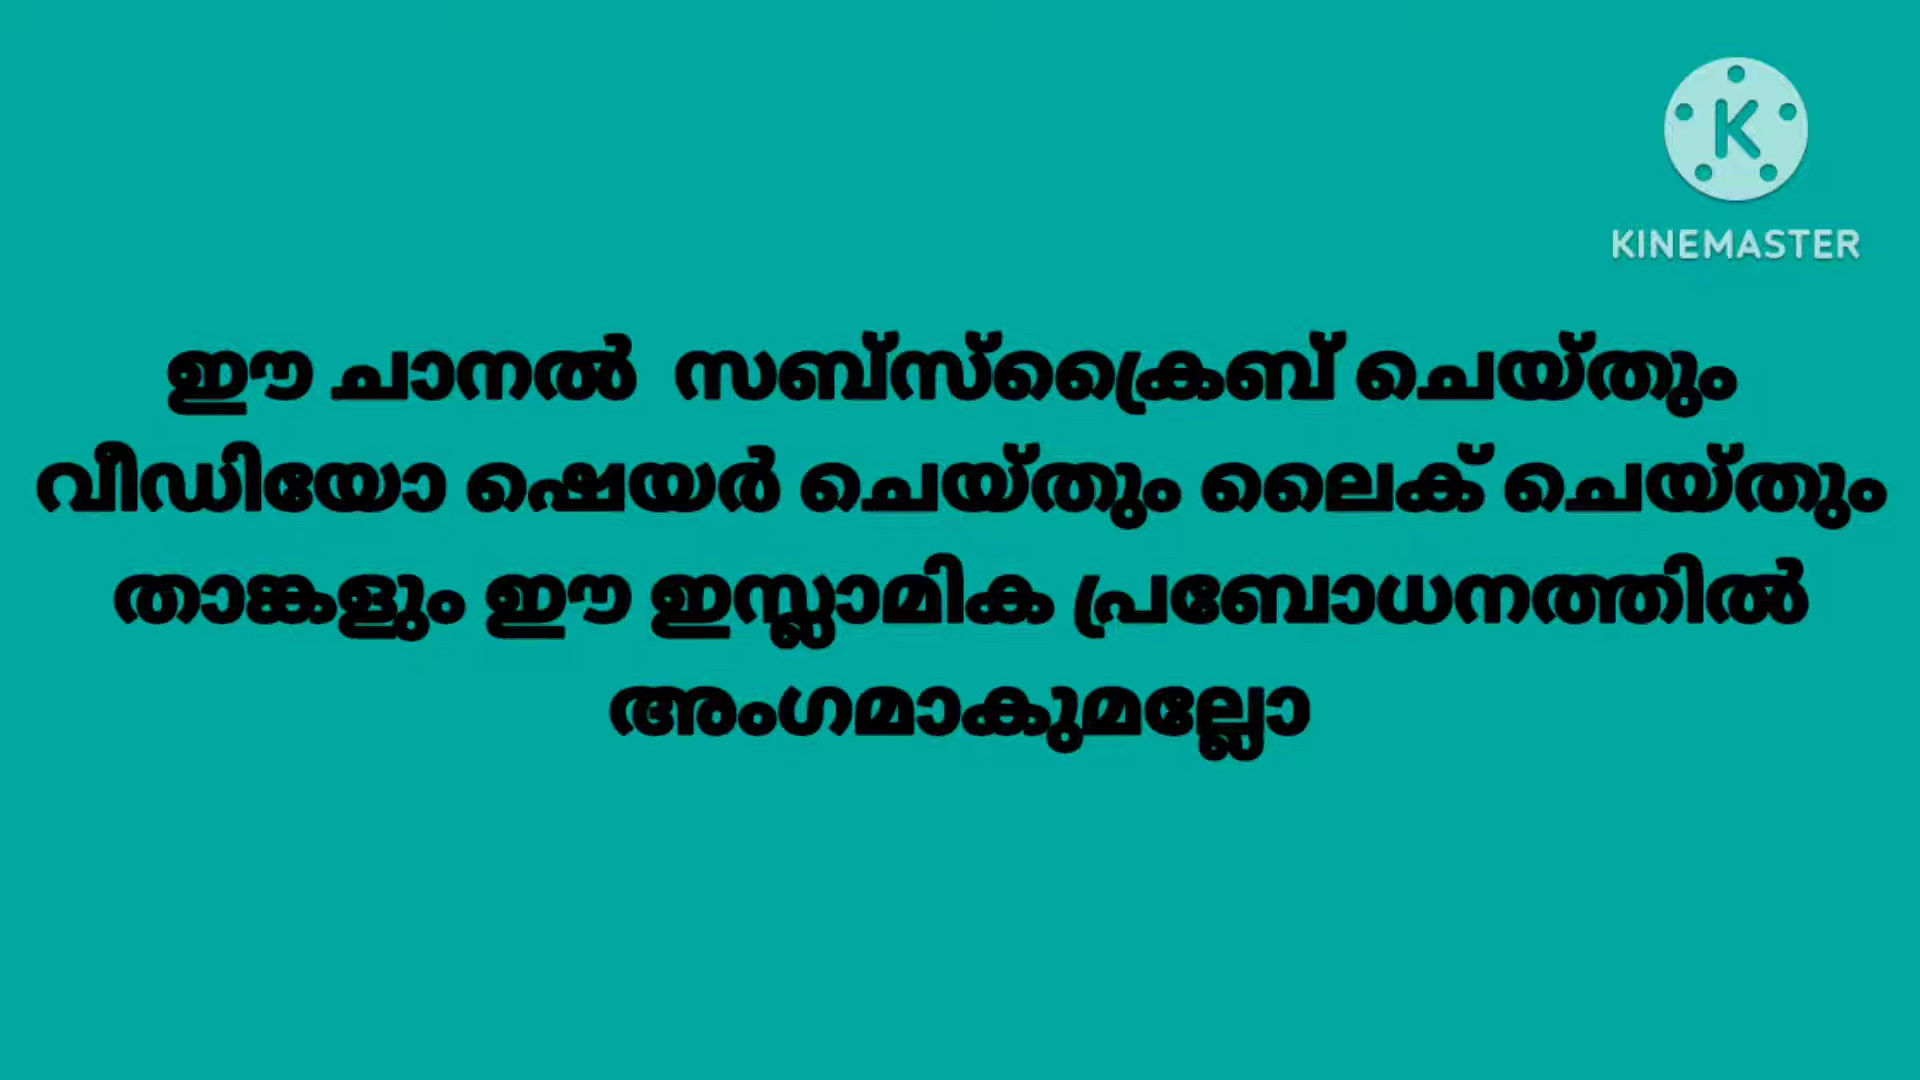 KINEMASTER
ഈ ചാനൽ സബ്സ്ക്രൈബ് ചെയ്തും
വീഡിയോ ഷെയർ ചെയ്തും ലൈക് ചെയ്തും
താങ്കളും ഈ ഇസ്ലാമിക പ്രബോധനത്തിൽ
അംഗമാകുമല്ലോ